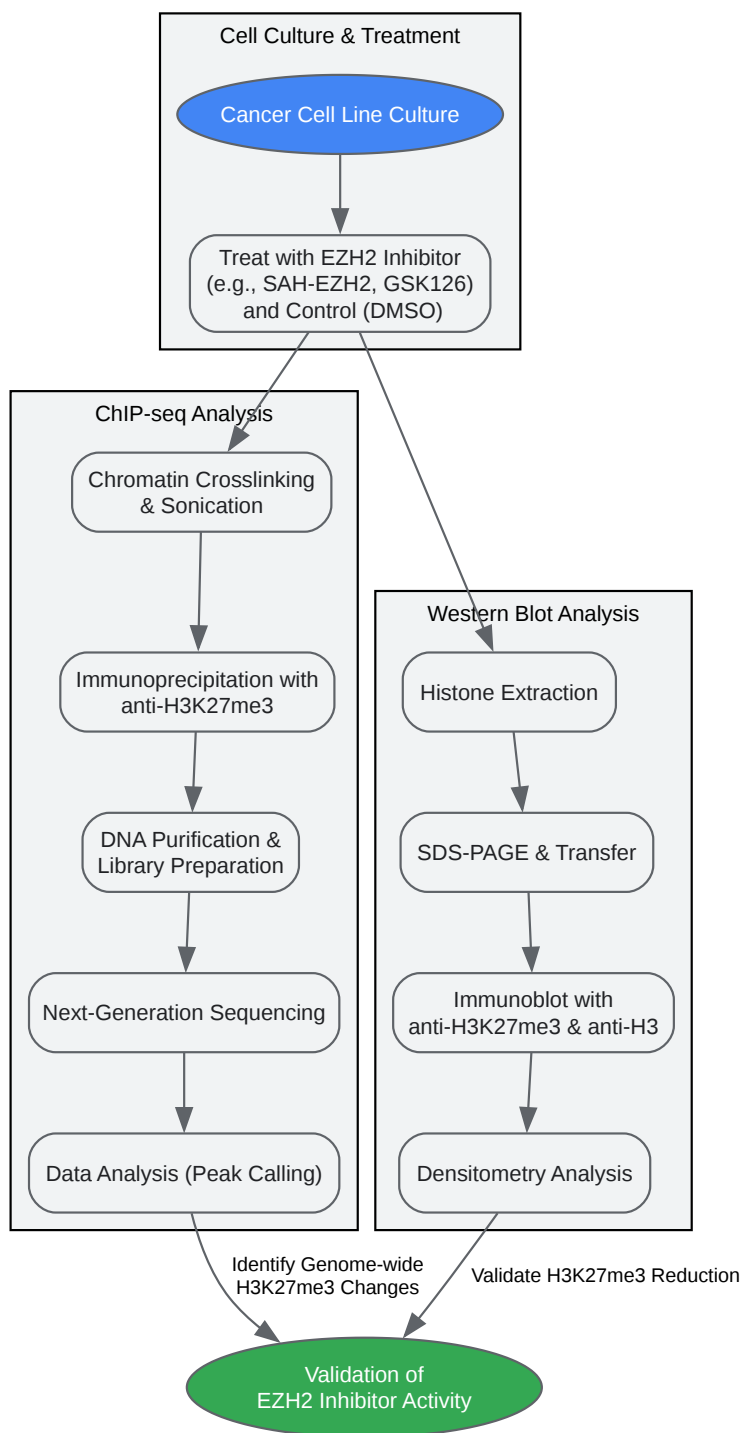 Cell Culture & Treatment
Cancer Cell Line Culture
Treat with EZH2 Inhibitor
(e.g., SAH-EZH2, GSK126)
and Control (DMSO)
ChIP-seq Analysis
Chromatin Crosslinking
& Sonication
Immunoprecipitation with
anti-H3K27me3
DNA Purification &
Library Preparation
Next-Generation Sequencing
Data Analysis (Peak Calling)
Western Blot Analysis
Histone Extraction
SDS-PAGE & Transfer
Immunoblot with
anti-H3K27me3 & anti-H3
Densitometry Analysis
Identify Genome-wide
H3K27me3 Changes
Validate H3K27me3 Reduction
Validation of
EZH2 Inhibitor Activity